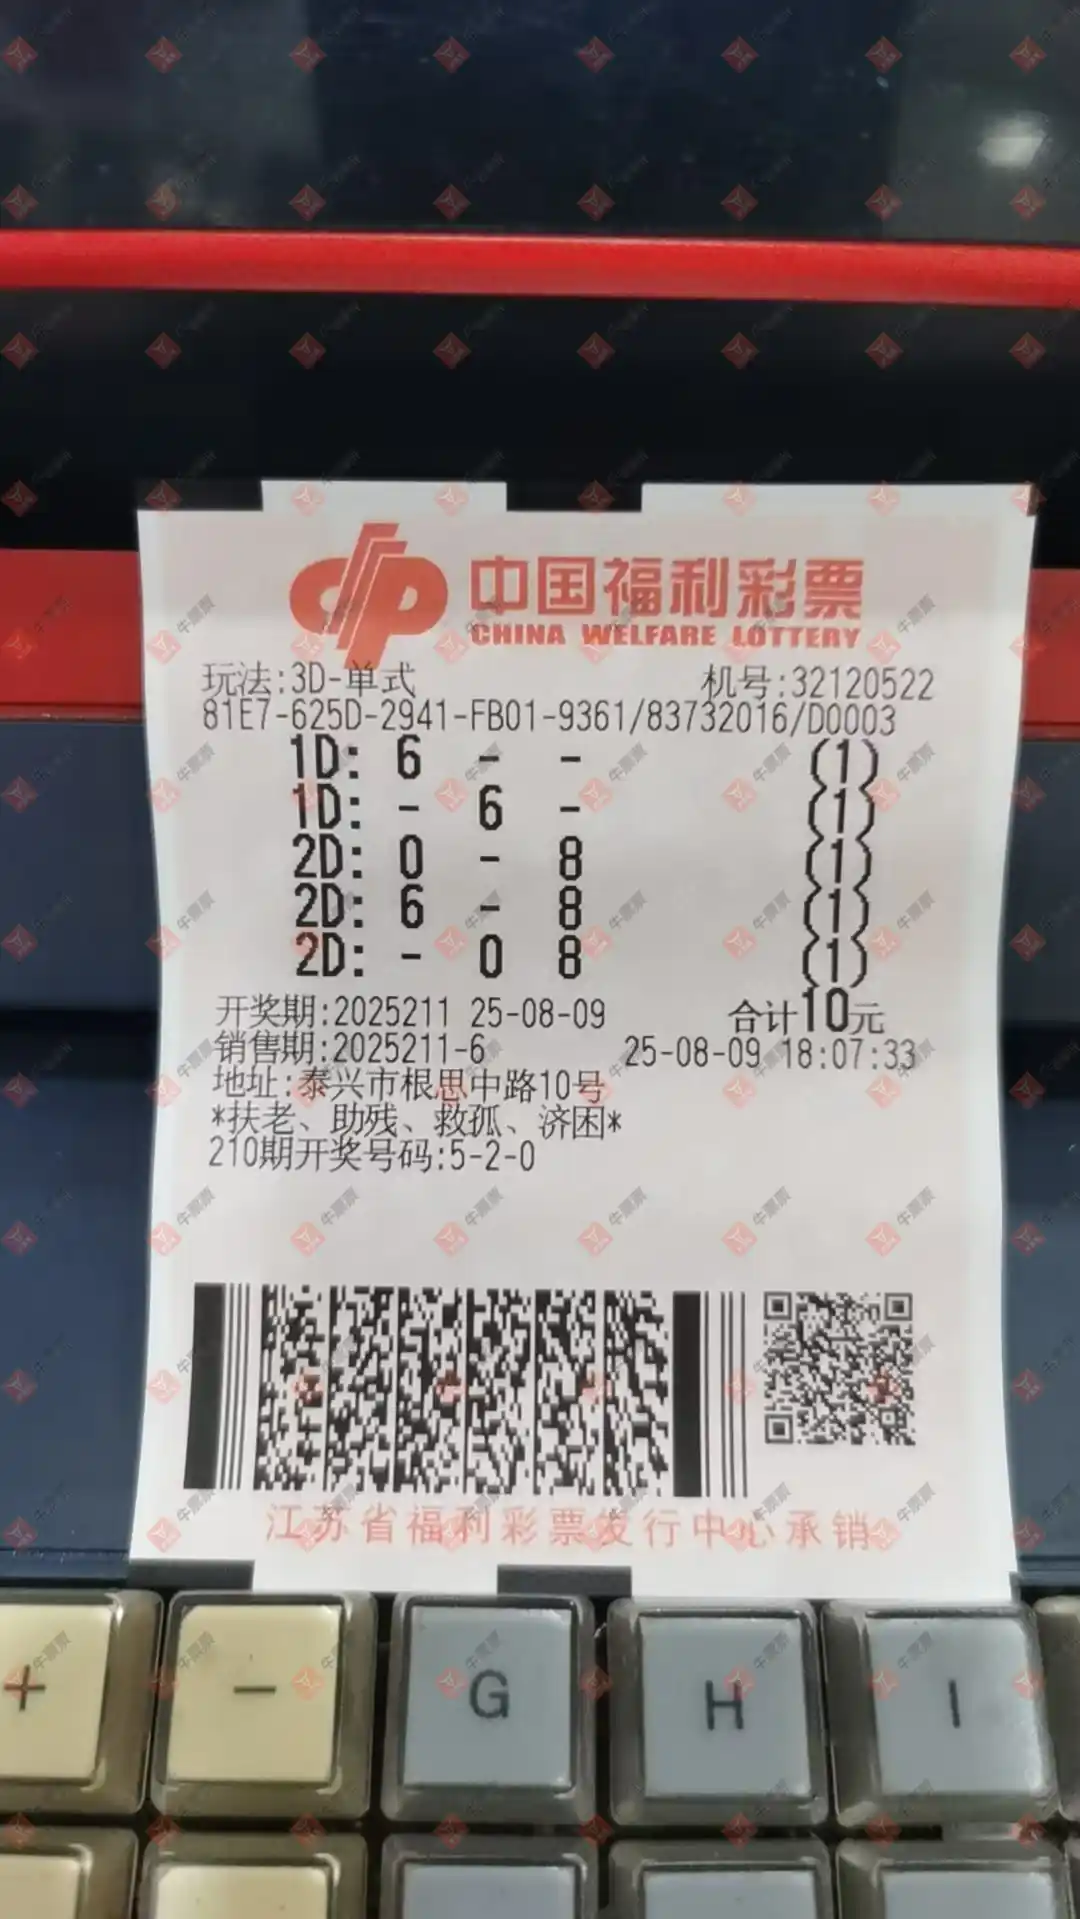 中国福利彩票
CHINA WELFARE LOTTERY
玩法:3D-单式 机号:32120522
81E7-625D-2941-FB01-9361/83732016/D0003
1D: 6 - - (1)
1D: - 6 - (1)
2D: 0 - 8 (1)
2D: 6 - 8 (1)
2D: - 0 8 (1)
开奖期:2025211 25-08-09 合计10元
销售期:2025211-6 25-08-09 18:07:33
地址:泰兴市根思中路10号
*扶老、助残、救孤、济困*
210期开奖号码:5-2-0
江苏省福利彩票发行中心承销
+ - G H I
牛票票